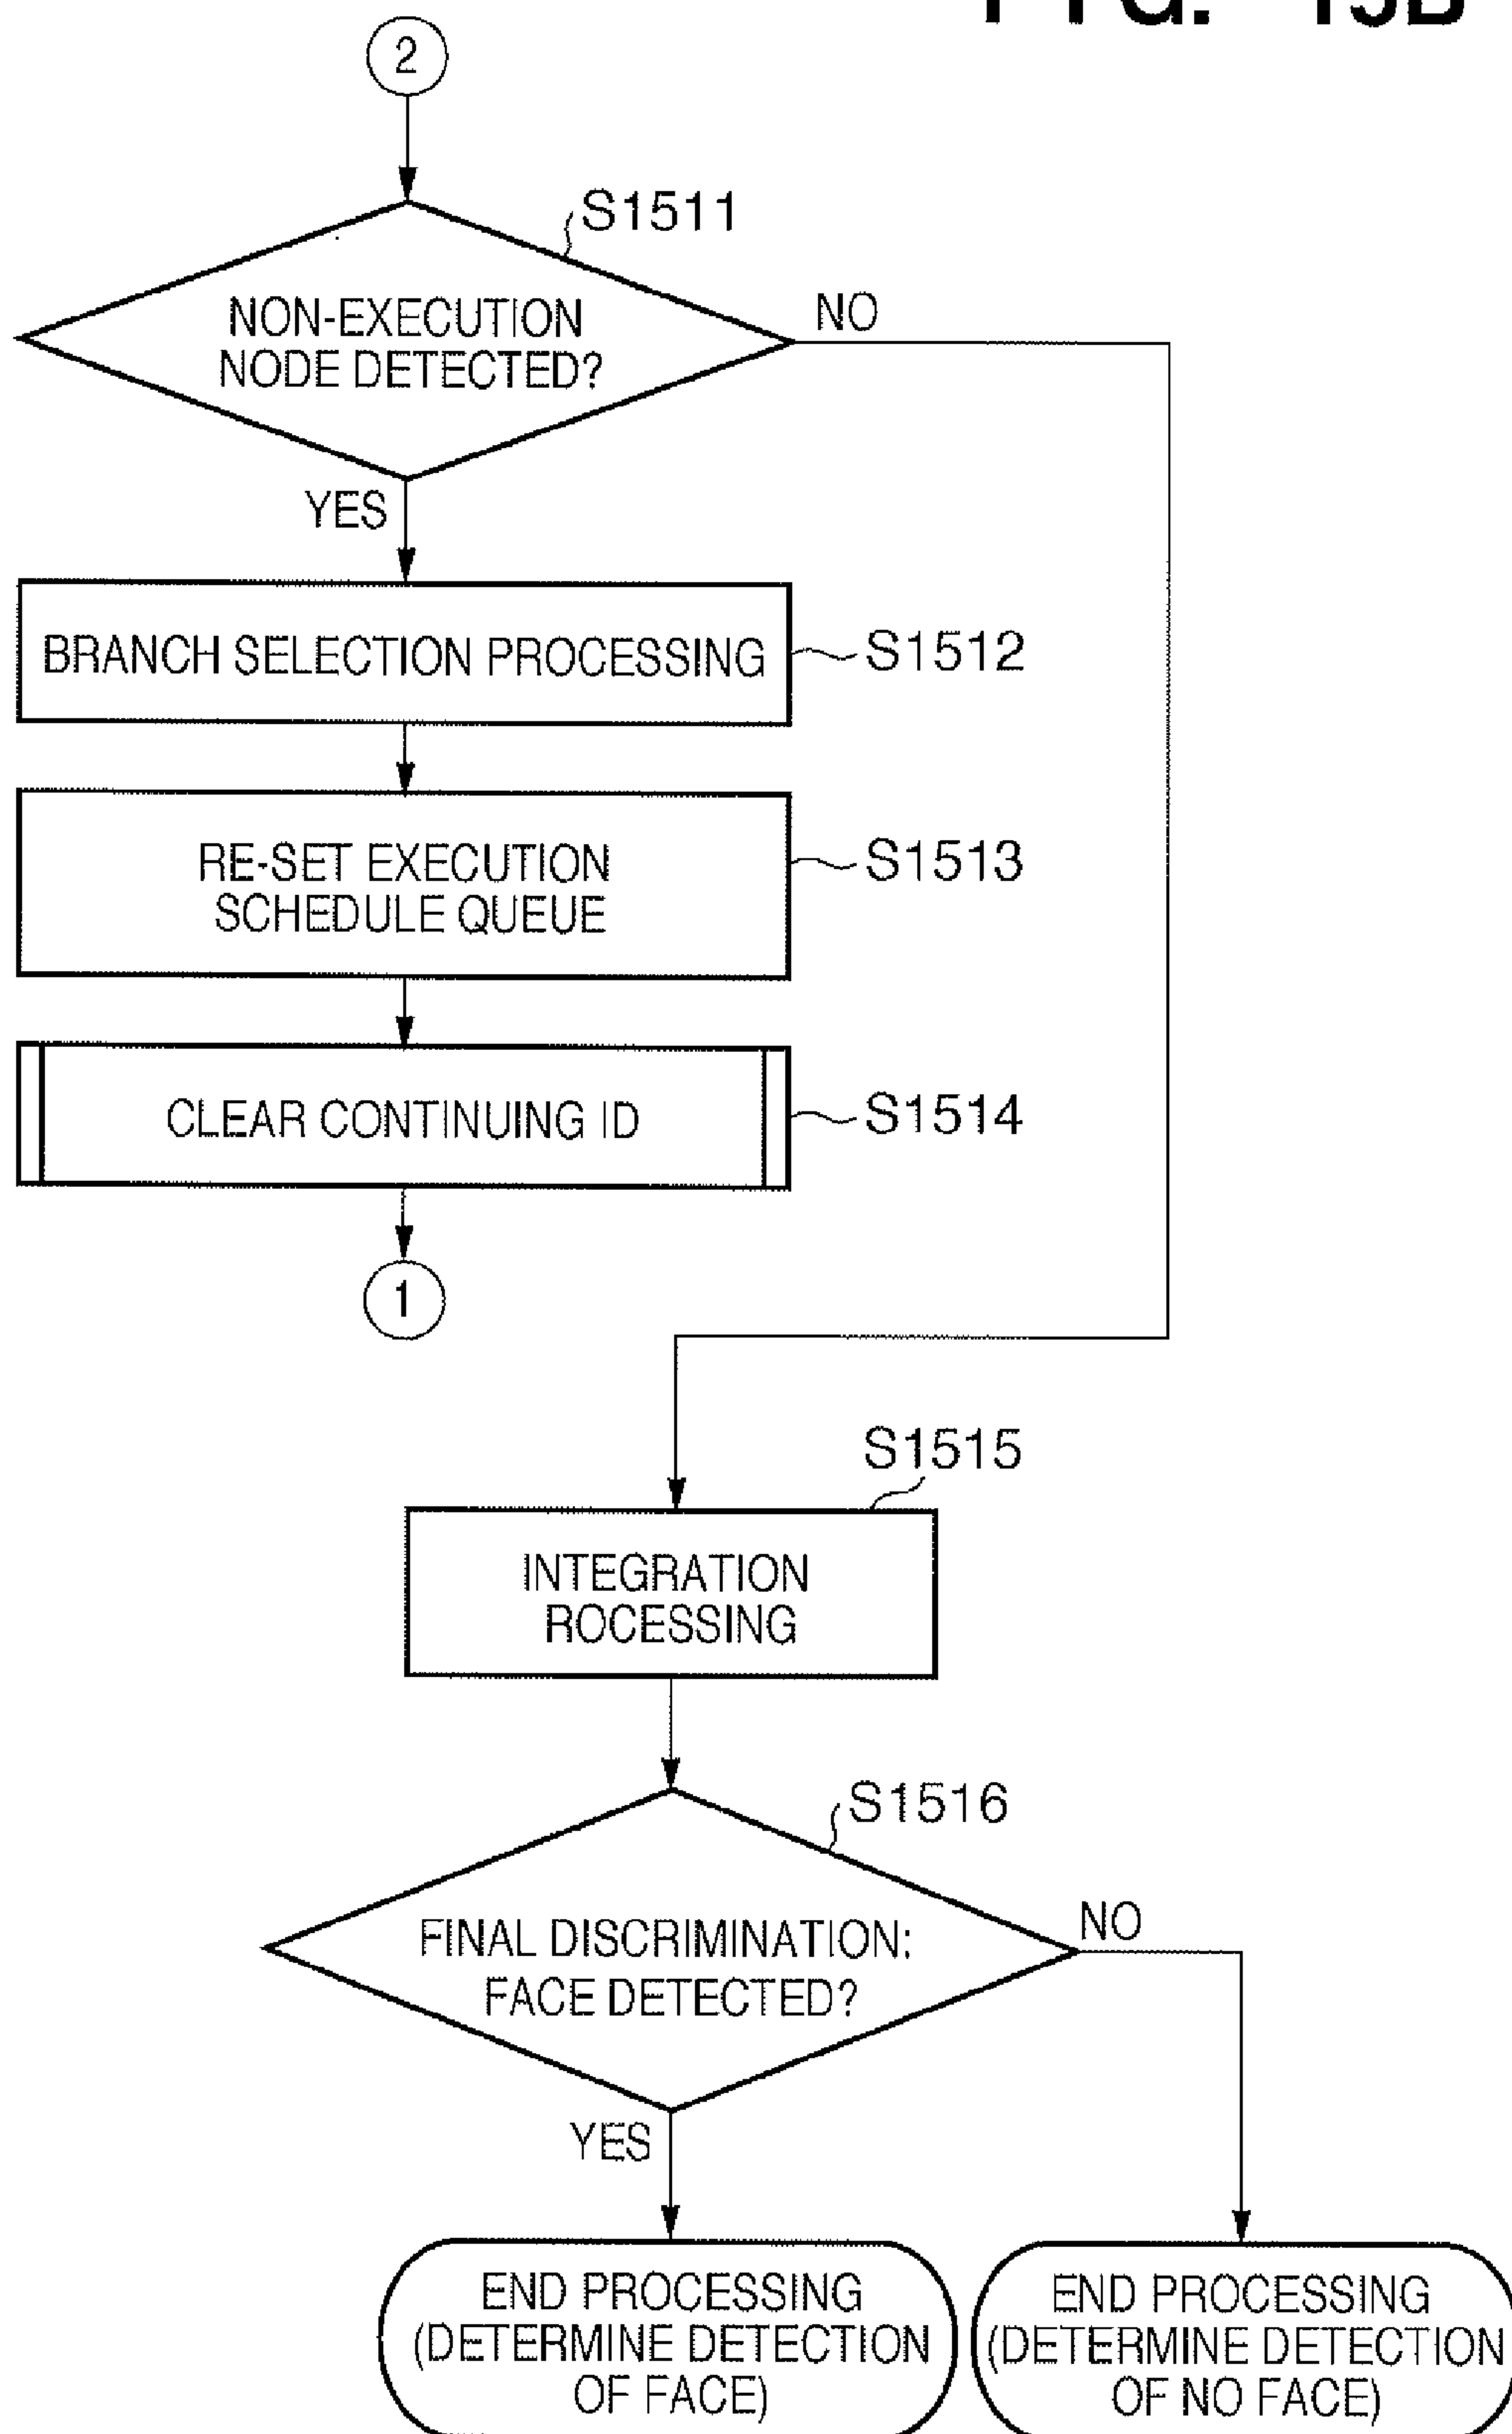 FIG. 15B
2
S1511
NON-EXECUTION
NODE DETECTED?
NO
YES
BRANCH SELECTION PROCESSING
S1512
RE-SET EXECUTION
SCHEDULE QUEUE
S1513
CLEAR CONTINUING ID
S1514
1
S1515
INTEGRATION
ROCESSING
S1516
FINAL DISCRIMINATION:
FACE DETECTED?
NO
YES
END PROCESSING
(DETERMINE DETECTION
OF FACE)
END PROCESSING
(DETERMINE DETECTION
OF NO FACE)